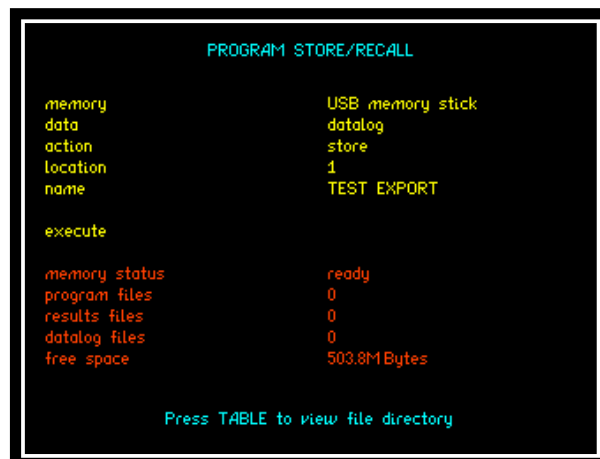 PROGRAM STORE/RECALL
memory USB memory stick
data datalog
action store
location 1
name TEST EXPORT
execute
memory status ready
program files 0
results files 0
datalog files 0
free space 503.8M Bytes
Press TABLE to view file directory